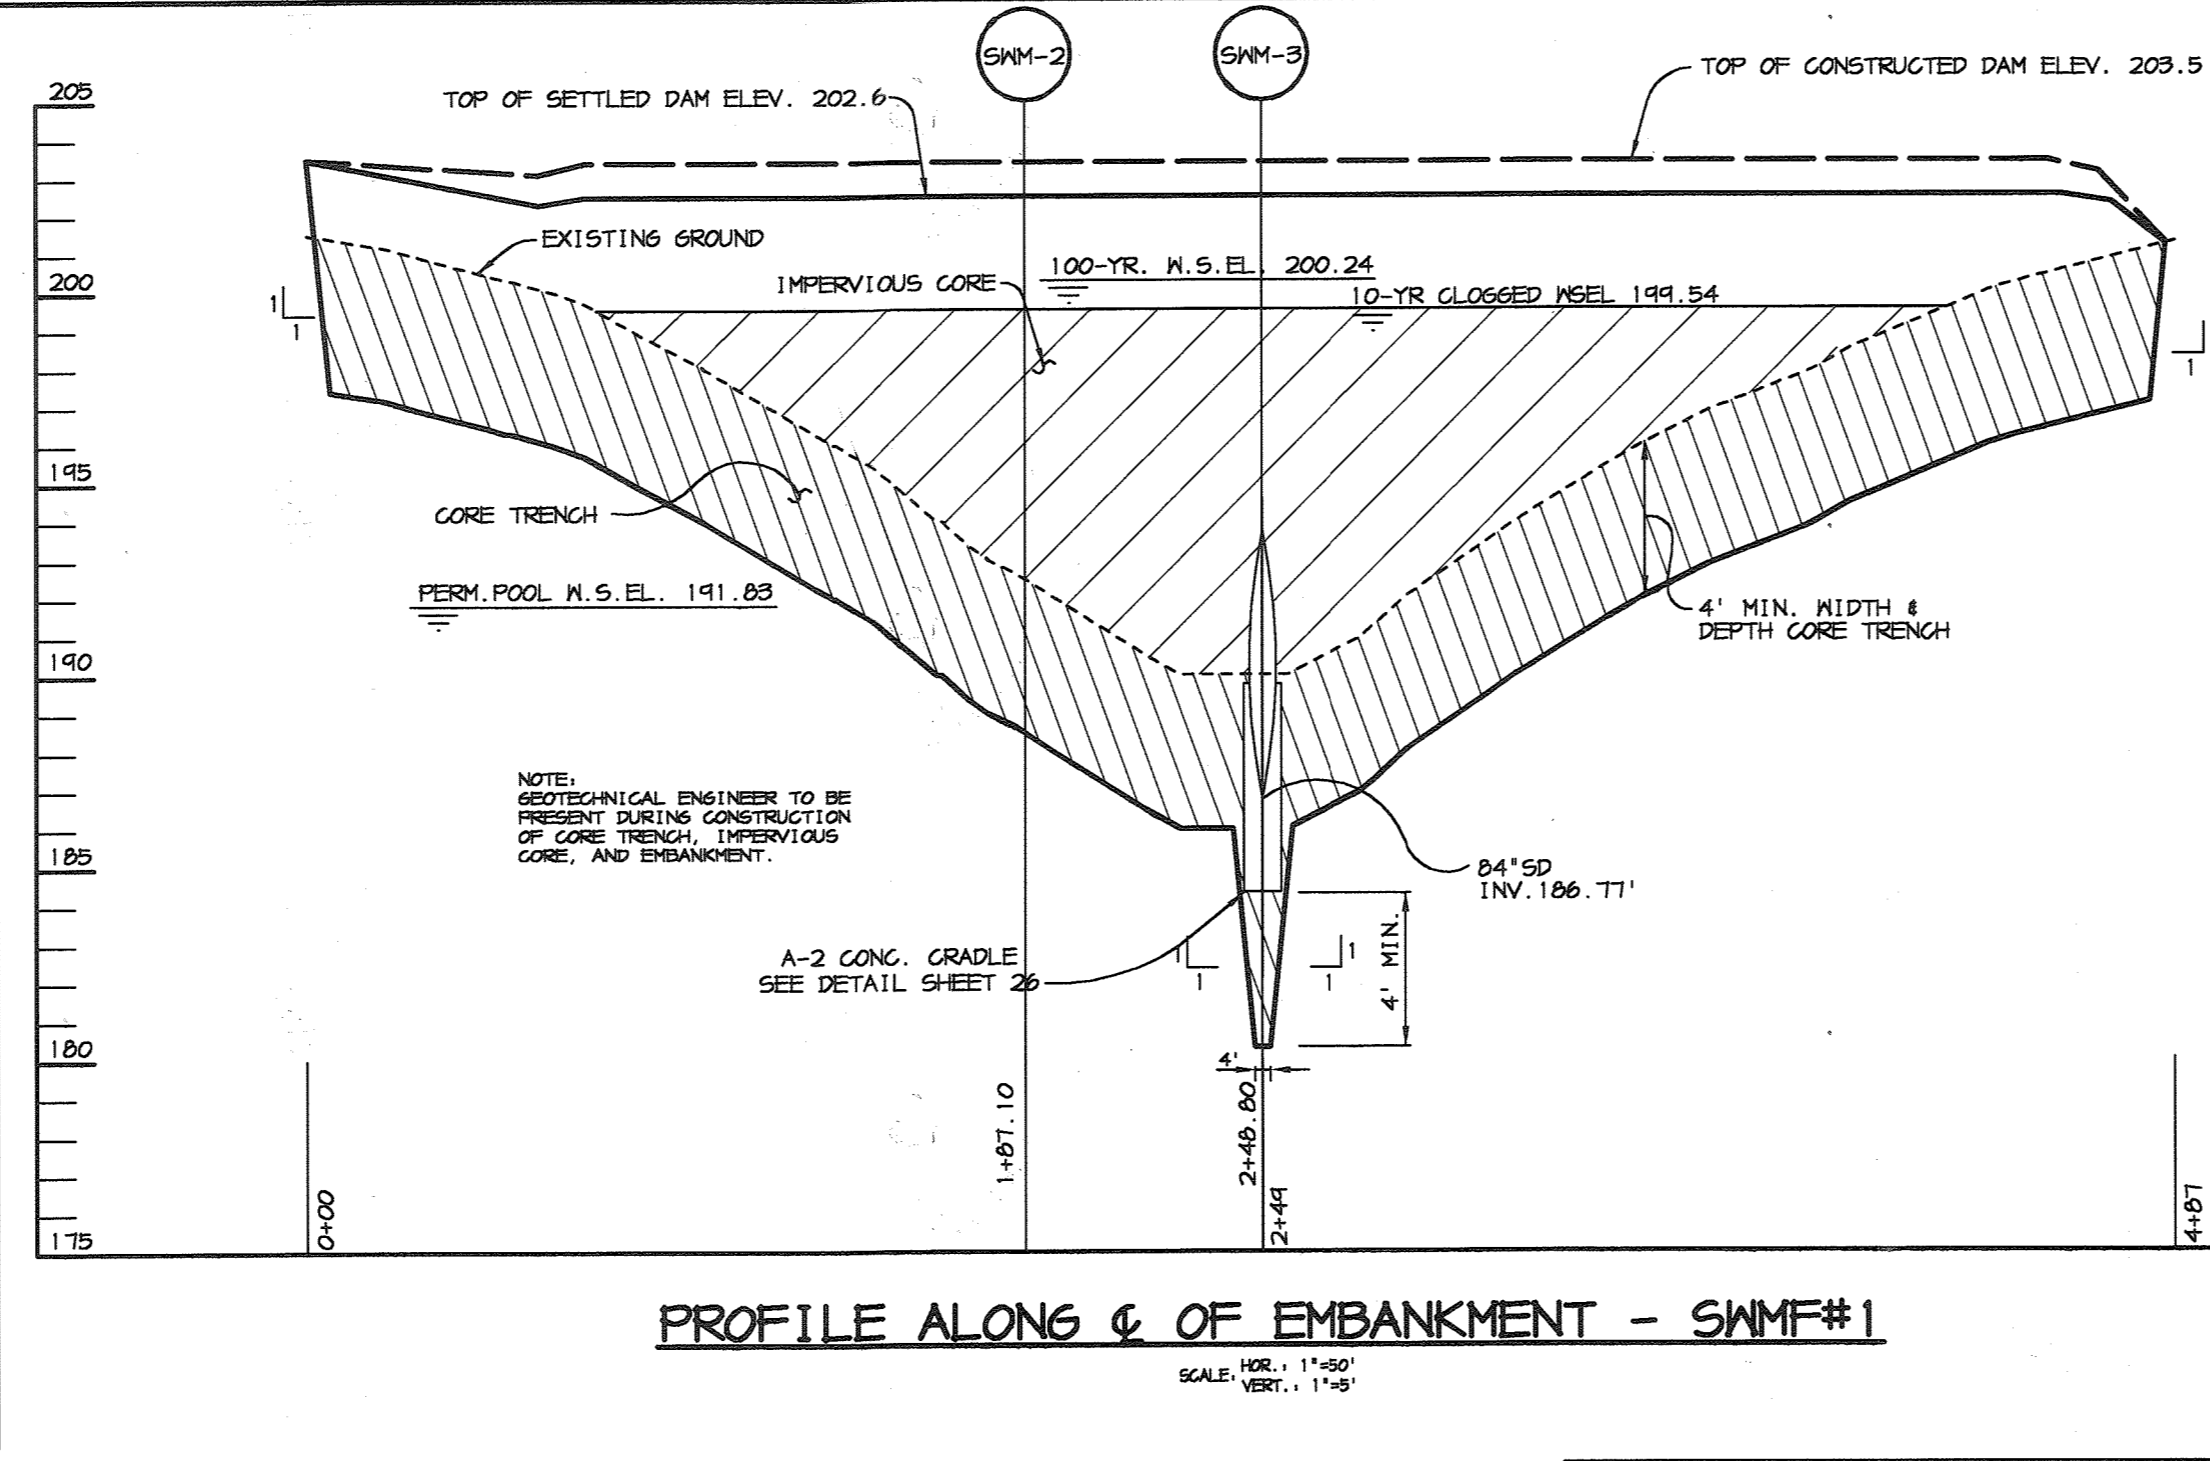 SWM-2
SWM-3
TOP OF CONSTRUCTED DAM ELEV. 203.5
TOP OF SETTLED DAM ELEV. 202.6
205
EXISTING GROUND
100-YR. W.S.EL. 200.24
IMPERVIOUS CORE
10-YR CLOGGED WSEL 199.54
200
1
1
1
1
195
CORE TRENCH
PERM.POOL W.S.EL. 191.83
4' MIN. WIDTH &
DEPTH CORE TRENCH
190
NOTE:
GEOTECHNICAL ENGINEER TO BE
PRESENT DURING CONSTRUCTION
OF CORE TRENCH, IMPERVIOUS
CORE, AND EMBANKMENT.
185
84"SD
INV.186.77'
A-2 CONC. CRADLE
SEE DETAIL SHEET 26
1
1
1
1
4' MIN.
180
4'
1+87.10
2+48.80
2+49
0+00
4+87
175
PROFILE ALONG ℄ OF EMBANKMENT - SWMF#1
SCALE: HOR.: 1"=50'
VERT.: 1"=5'